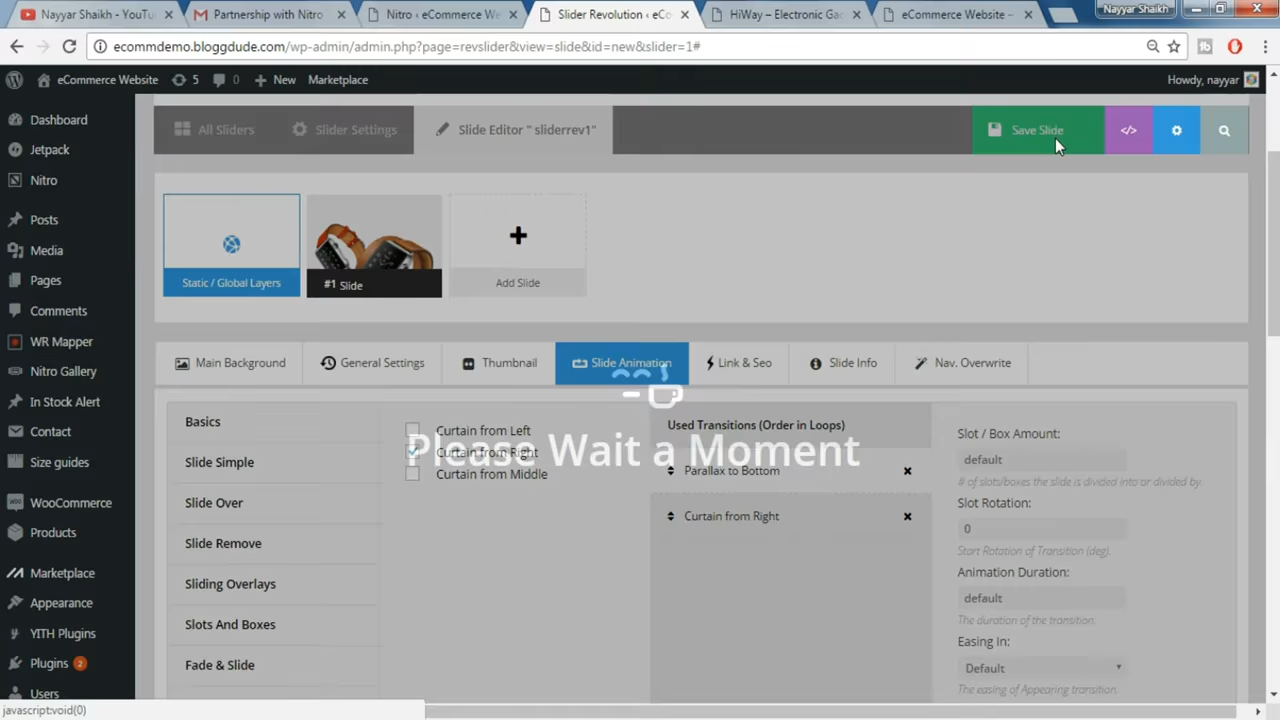 Nayyar Shaikh - YouTu
Partnership with Nitro
Nitro ‹ eCommerce We
Slider Revolution ‹ eCo
HiWay – Electronic Ga
eCommerce Website –
Nayyar Shaikh
ecommdemo.bloggdude.com/wp-admin/admin.php?page=revslider&view=slide&id=new&slider=1#
eCommerce Website
5
0
New
Marketplace
Howdy, nayyar
Dashboard
Jetpack
Nitro
Posts
Media
Pages
Comments
WR Mapper
Nitro Gallery
In Stock Alert
Contact
Size guides
WooCommerce
Products
Marketplace
Appearance
YITH Plugins
Plugins 2
Users
All Sliders
Slider Settings
Slide Editor " sliderrev1"
Save Slide
</>
Static / Global Layers
#1 Slide
Add Slide
Main Background
General Settings
Thumbnail
Slide Animation
Link & Seo
Slide Info
Nav. Overwrite
Please Wait a Moment
Basics
Slide Simple
Slide Over
Slide Remove
Sliding Overlays
Slots And Boxes
Fade & Slide
Curtain from Left
Curtain from Right
Curtain from Middle
Used Transitions (Order in Loops)
Parallax to Bottom
Curtain from Right
Slot / Box Amount:
default
# of slots/boxes the slide is divided into or divided by.
Slot Rotation:
0
Start Rotation of Transition (deg).
Animation Duration:
default
The duration of the transition.
Easing In:
Default
The easing of Appearing transition.
javascript:void(0)